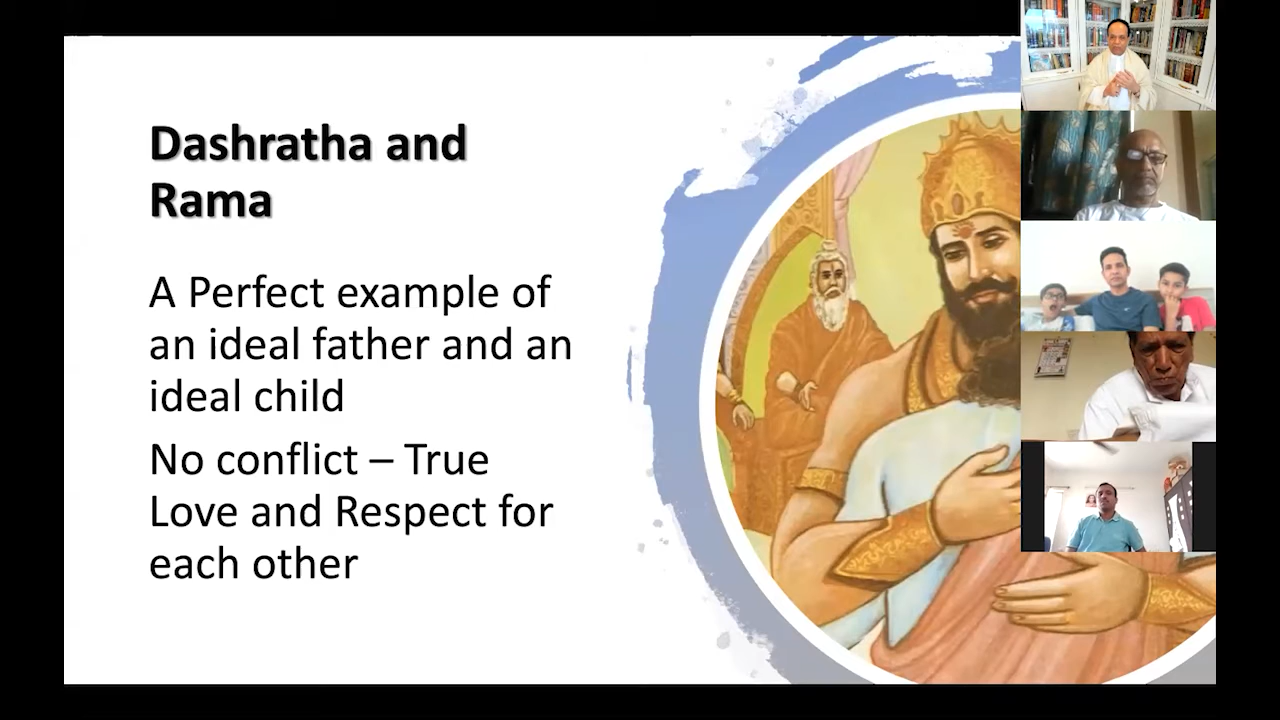 Dashratha and
Rama
A Perfect example of
an ideal father and an
ideal child
No conflict – True
Love and Respect for
each other